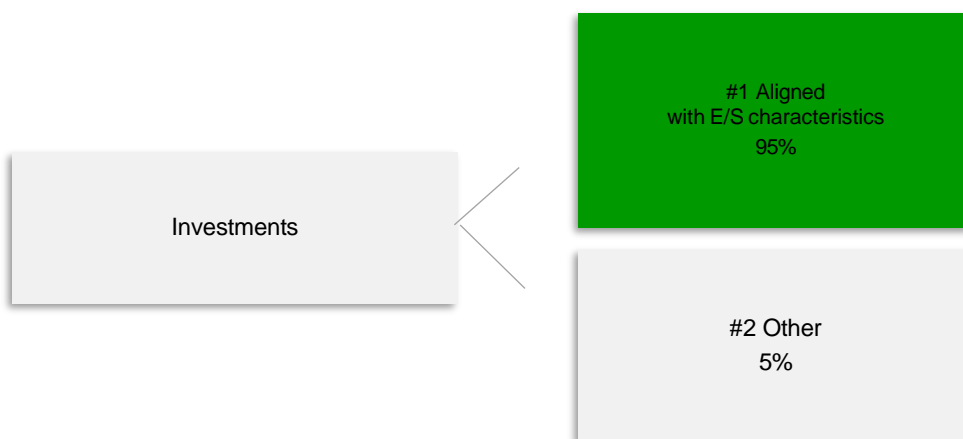 Investments
#1 Aligned
with E/S characteristics
95%
#2 Other
5%